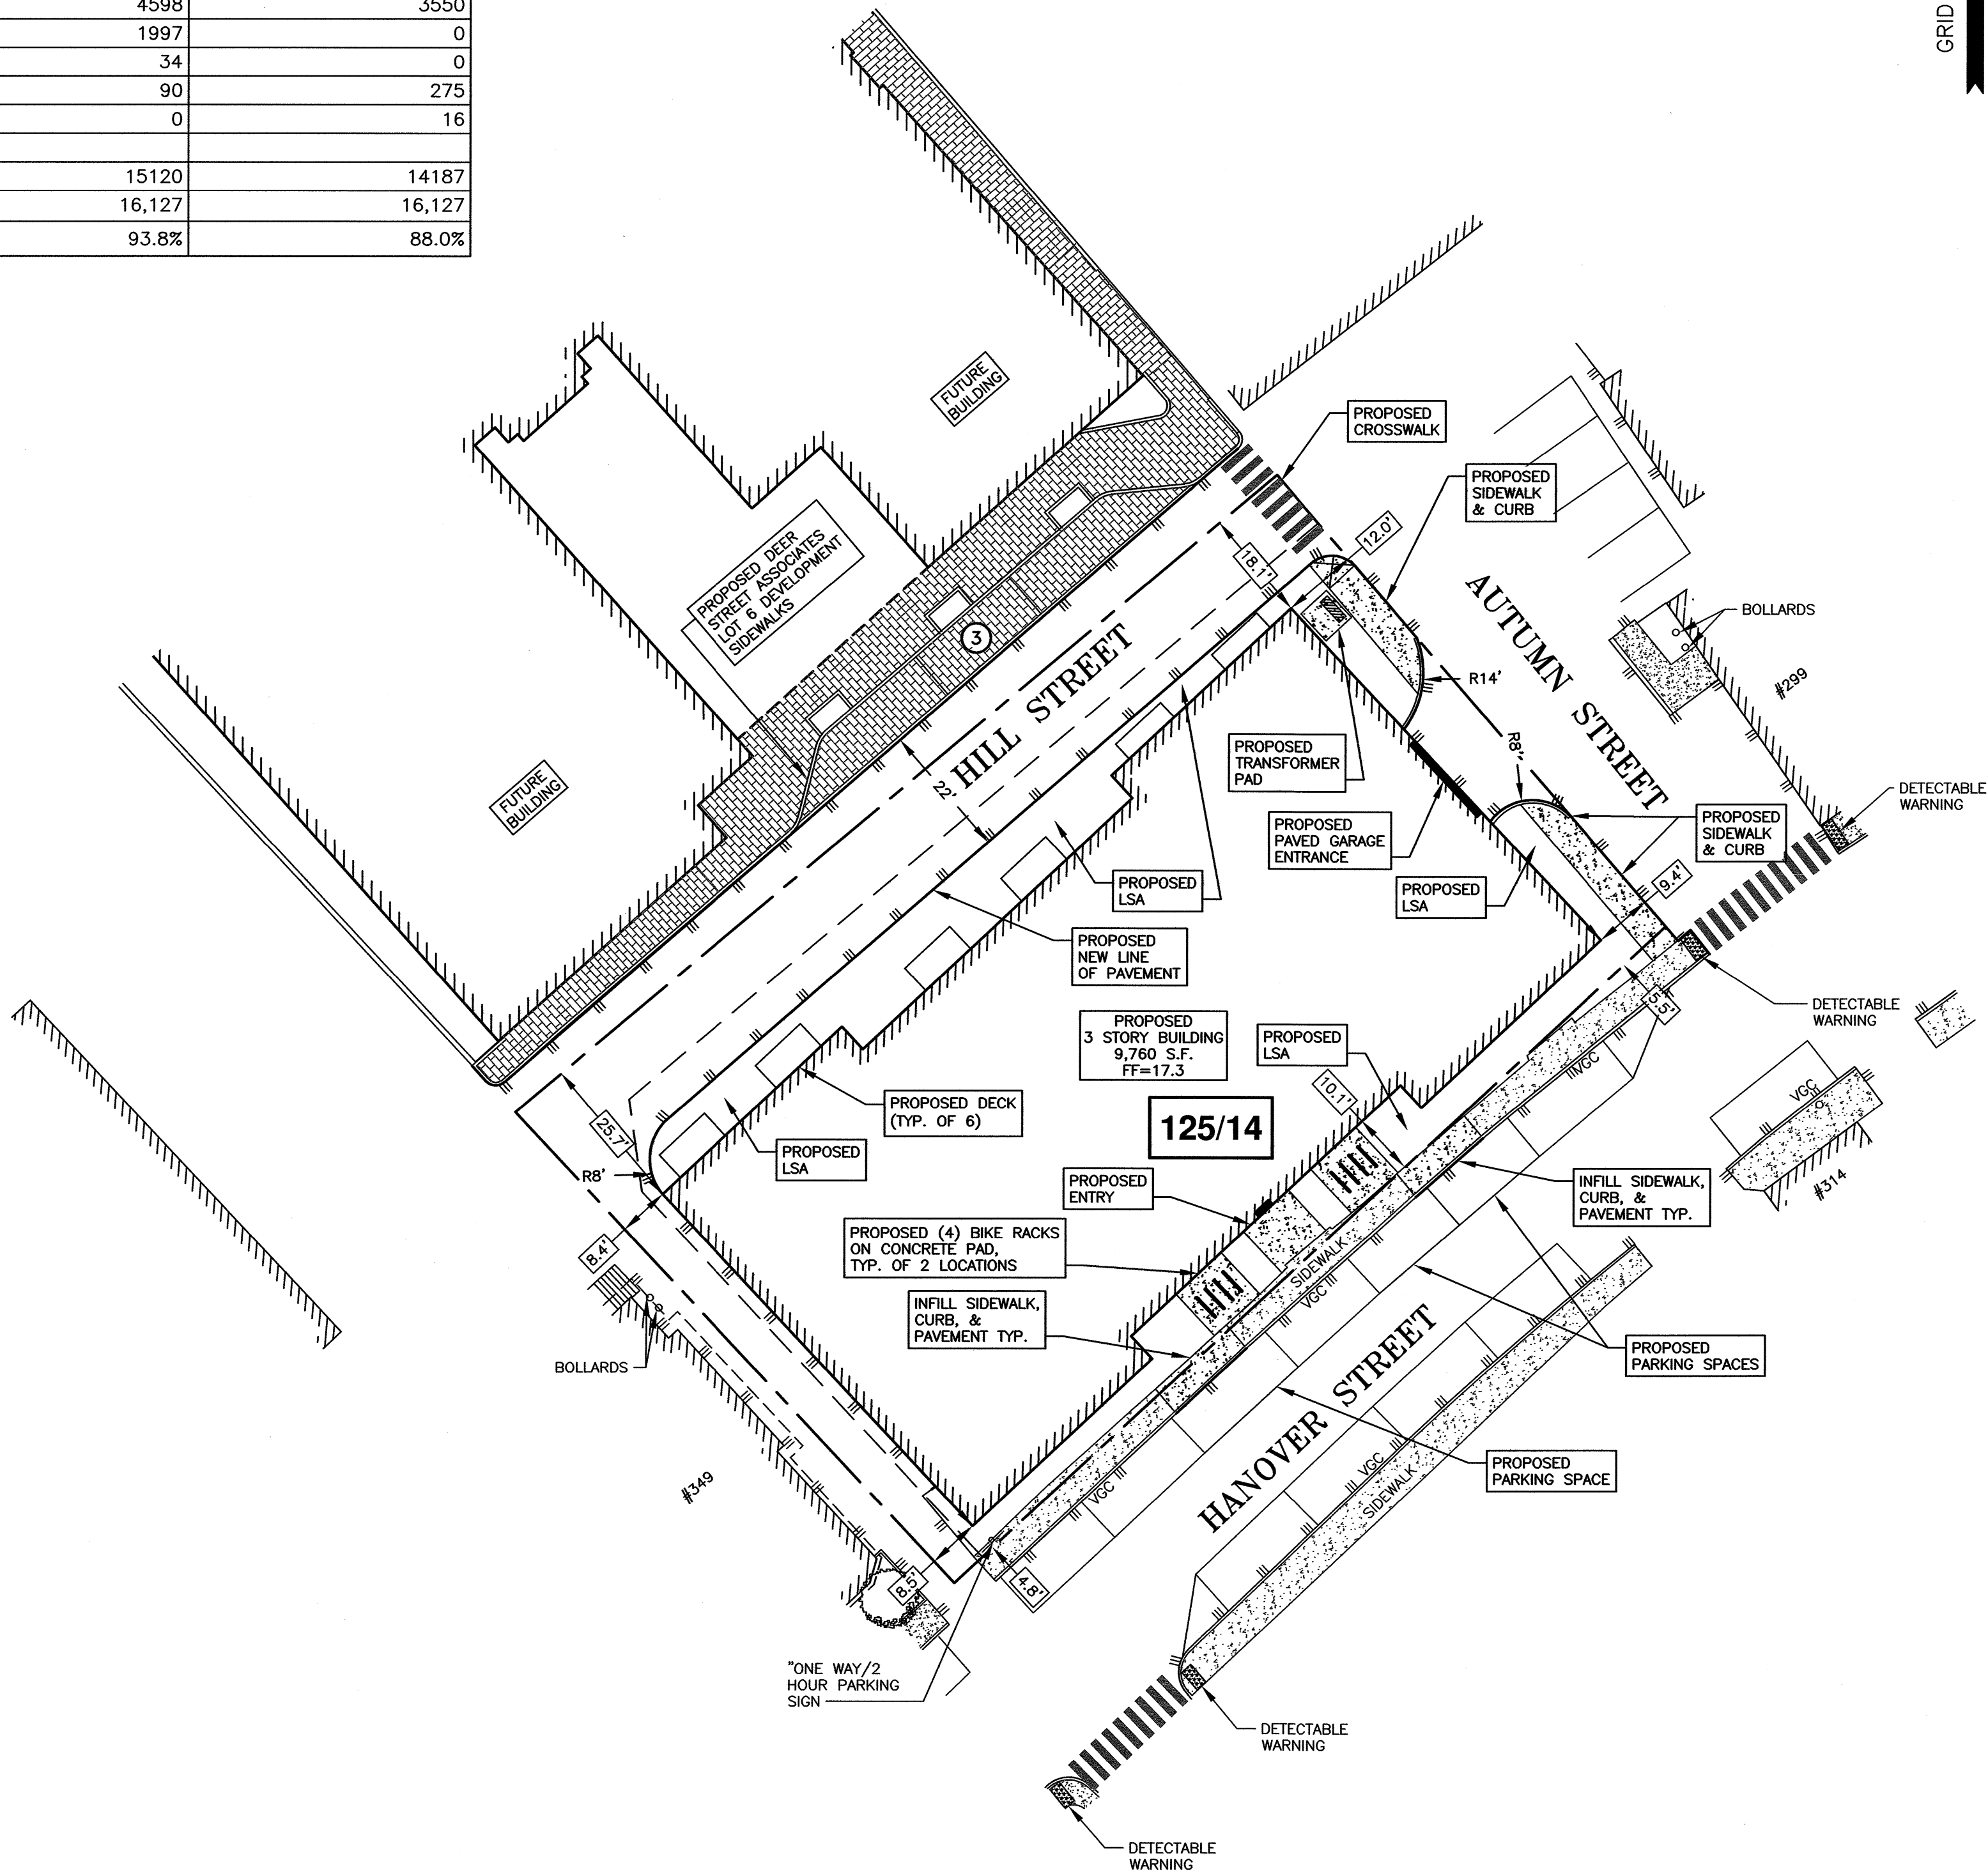 4598 3550
1997 0
34 0
90 275
0 16
15120 14187
16,127 16,127
93.8% 88.0%
GRID
FUTURE
BUILDING
PROPOSED
CROSSWALK
PROPOSED
SIDEWALK
& CURB
PROPOSED DEER
STREET ASSOCIATES
LOT 6 DEVELOPMENT
SIDEWALKS
12.0'
18.1'
3
AUTUMN STREET
BOLLARDS
#299
HILL STREET
22'
R14'
R8'
PROPOSED
TRANSFORMER
PAD
FUTURE
BUILDING
DETECTABLE
WARNING
PROPOSED
PAVED GARAGE
ENTRANCE
PROPOSED
SIDEWALK
& CURB
PROPOSED
LSA
PROPOSED
LSA
9.4'
PROPOSED
NEW LINE
OF PAVEMENT
5.5'
DETECTABLE
WARNING
PROPOSED
3 STORY BUILDING
9,760 S.F.
FF=17.3
PROPOSED
LSA
VGC
VGC
10.1'
PROPOSED DECK
(TYP. OF 6)
125/14
25.7'
PROPOSED
LSA
R8'
PROPOSED
ENTRY
INFILL SIDEWALK,
CURB, &
PAVEMENT TYP.
#314
8.4'
PROPOSED (4) BIKE RACKS
ON CONCRETE PAD,
TYP. OF 2 LOCATIONS
SIDEWALK
VGC
INFILL SIDEWALK,
CURB, &
PAVEMENT TYP.
BOLLARDS
PROPOSED
PARKING SPACES
HANOVER STREET
#349
VGC
VGC
SIDEWALK
PROPOSED
PARKING SPACE
8.5'
4.8'
"ONE WAY/2
HOUR PARKING
SIGN
DETECTABLE
WARNING
DETECTABLE
WARNING